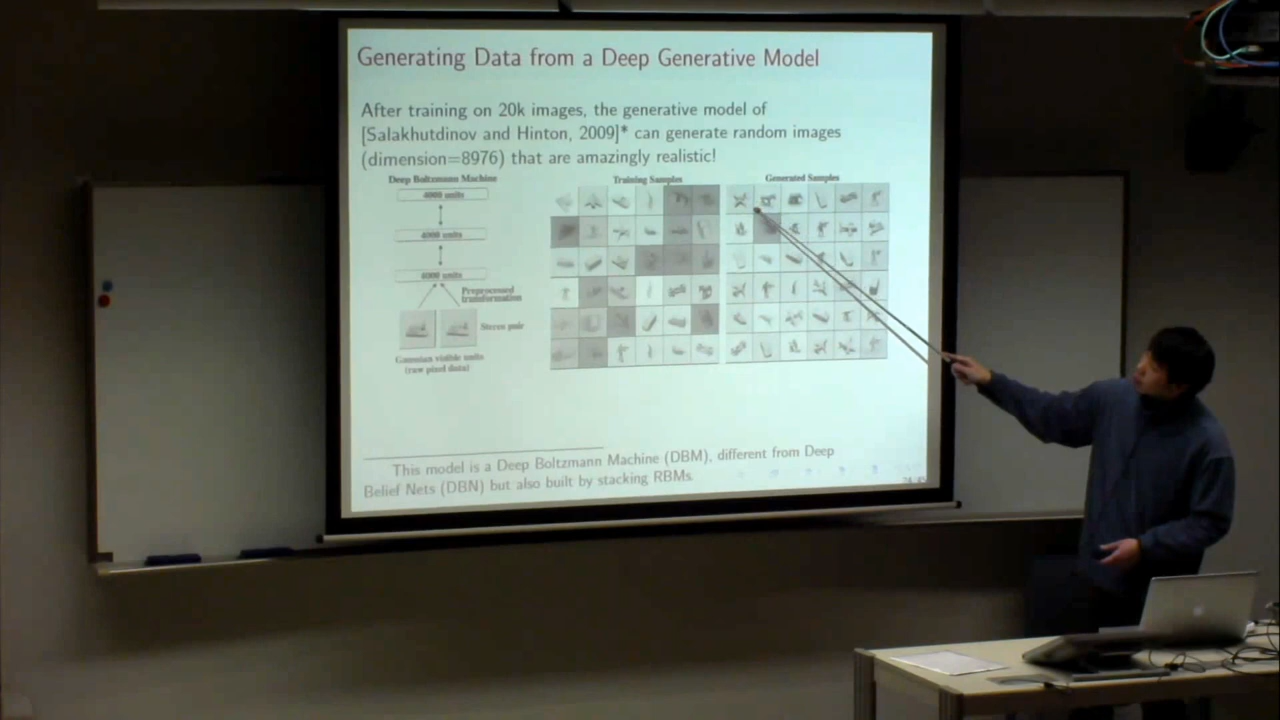 Generating Data from a Deep Generative Model
After training on 20k images, the generative model of
[Salakhutdinov and Hinton, 2009]* can generate random images
(dimension=8976) that are amazingly realistic!
Deep Boltzmann Machine
Training Samples
Generated Samples
4000 units
4000 units
4000 units
Preprocessed
transformation
Stereo pair
Gaussian visible units
(raw pixel data)
This model is a Deep Boltzmann Machine (DBM), different from Deep
Belief Nets (DBN) but also built by stacking RBMs.